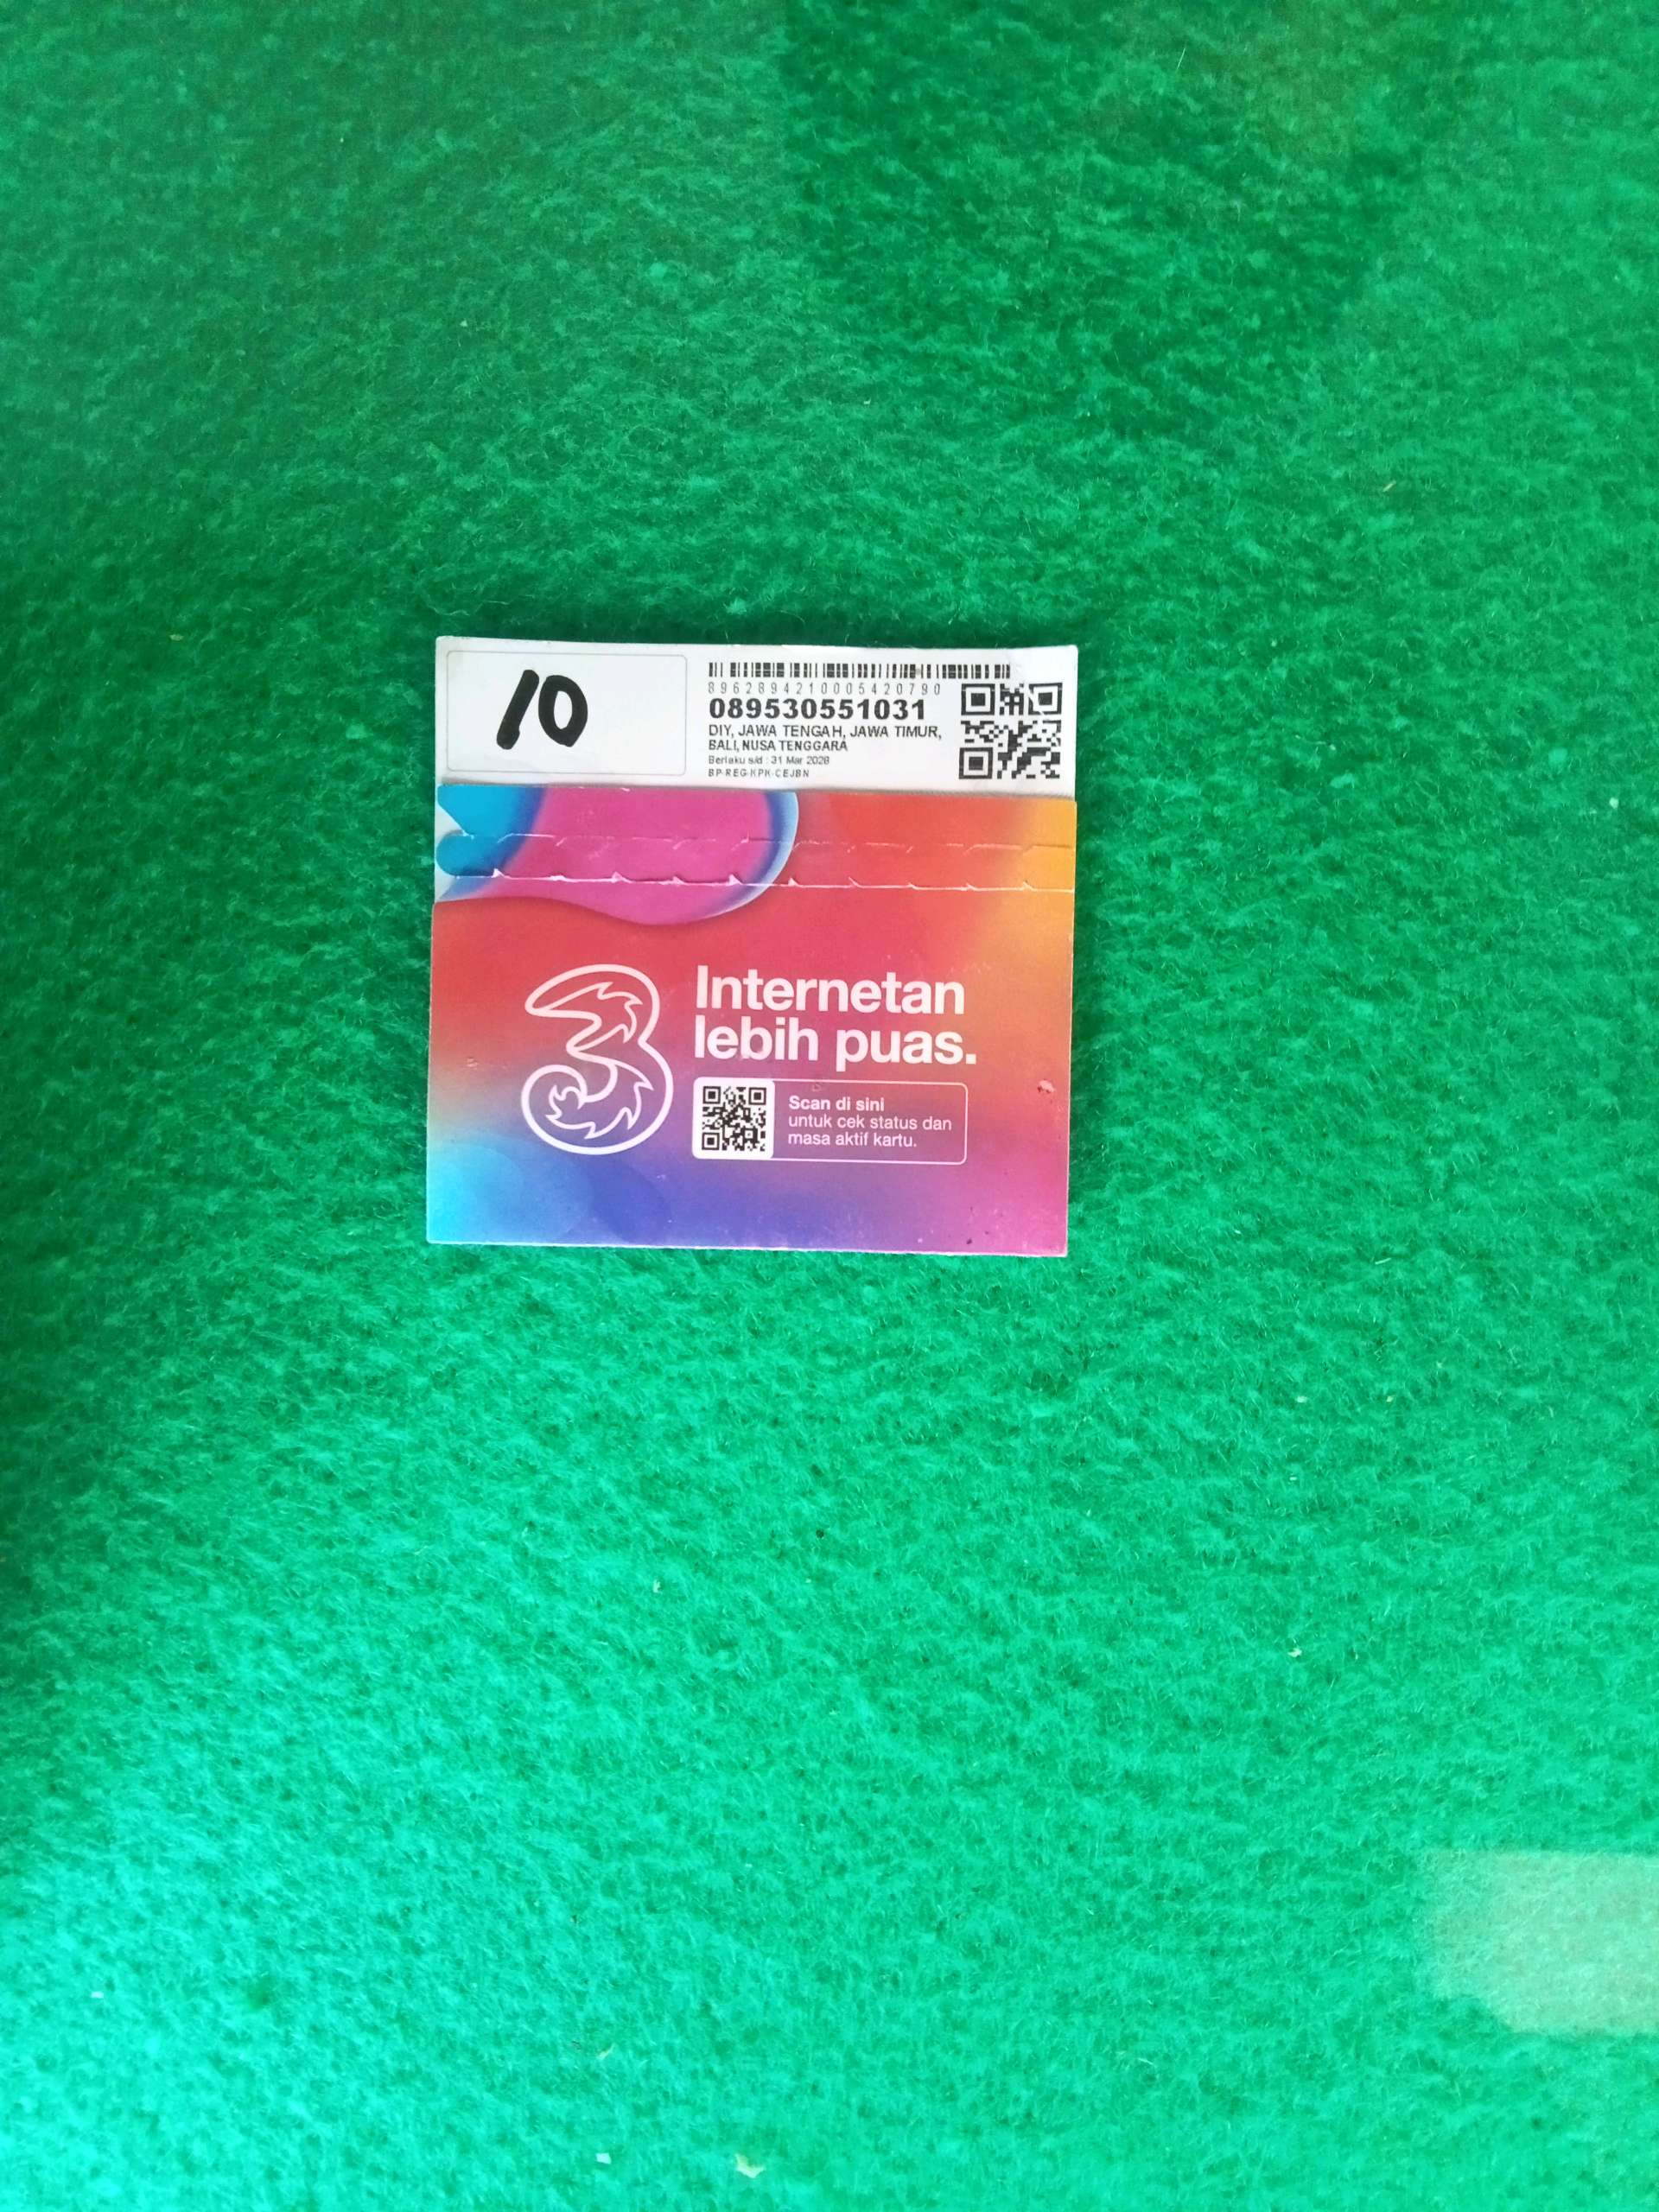 10
8962894210005420790
089530551031
DIY, JAWA TENGAH, JAWA TIMUR,
BALI, NUSA TENGGARA
Berlaku s/d : 31 Mar 2028
BP-REG-KPK-CEJBN
3
Internetan
lebih puas.
Scan di sini
untuk cek status dan
masa aktif kartu.